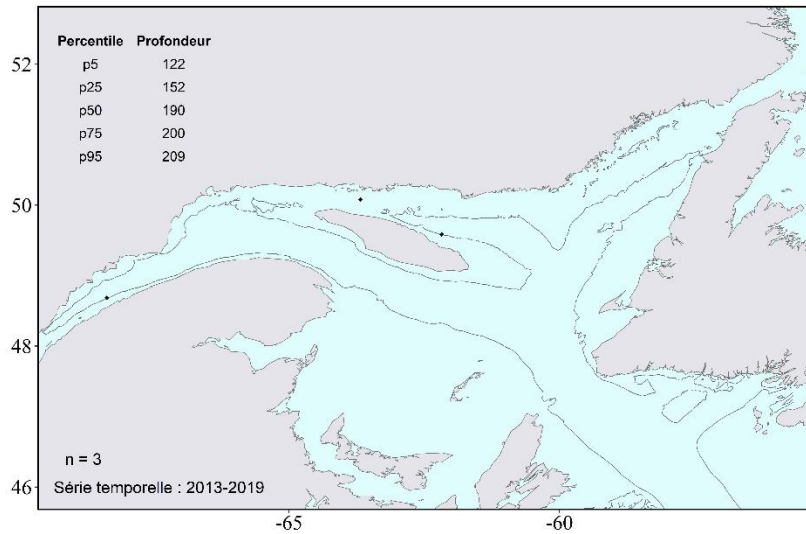 Percentile Profondeur
p5 122
p25 152
p50 190
p75 200
p95 209
52
50
48
46
n = 3
Série temporelle : 2013-2019
-65 -60